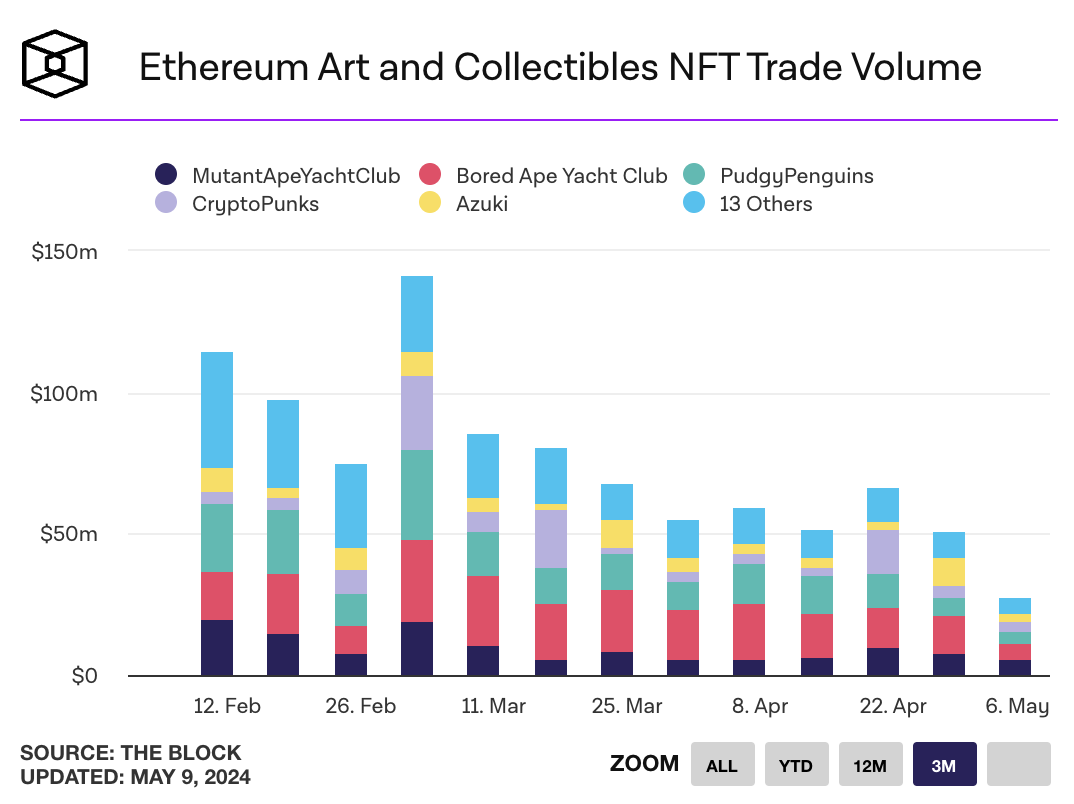 Ethereum Art and Collectibles NFT Trade Volume
MutantApeYachtClub Bored Ape Yacht Club PudgyPenguins
CryptoPunks Azuki 13 Others
$150m
$100m
$50m
$0
12. Feb 26. Feb 11. Mar 25. Mar 8. Apr 22. Apr 6. May
SOURCE: THE BLOCK
UPDATED: MAY 9, 2024
ZOOM ALL YTD 12M 3M